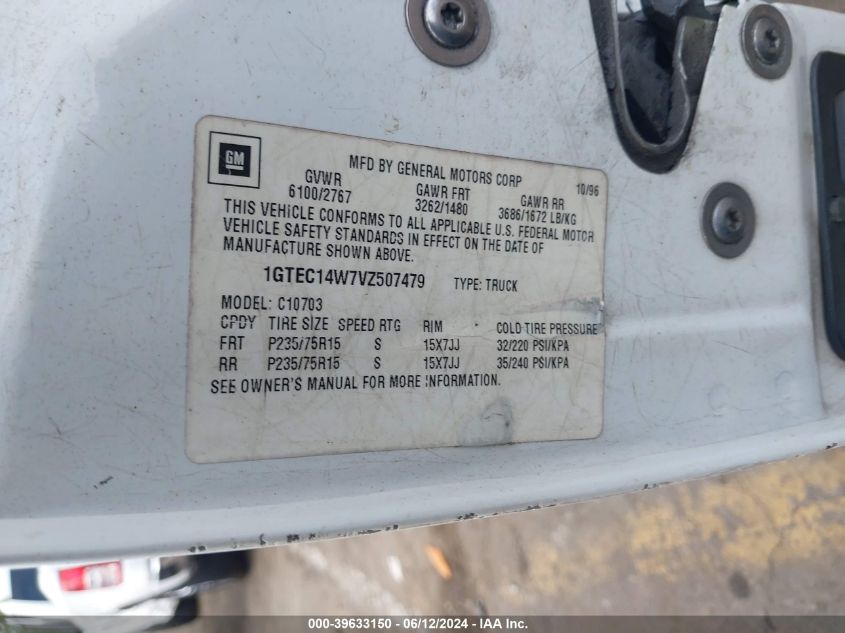 GM
MFD BY GENERAL MOTORS CORP 10/96
GVWR GAWR FRT GAWR RR
6100/2767 3262/1480 3686/1672 LB/KG
THIS VEHICLE CONFORMS TO ALL APPLICABLE U.S. FEDERAL MOTOR
VEHICLE SAFETY STANDARDS IN EFFECT ON THE DATE OF
MANUFACTURE SHOWN ABOVE.
1GTEC14W7VZ507479 TYPE: TRUCK
MODEL: C10703
CPDY TIRE SIZE SPEED RTG RIM COLD TIRE PRESSURE
FRT P235/75R15 S 15X7JJ 32/220 PSI/KPA
RR P235/75R15 S 15X7JJ 35/240 PSI/KPA
SEE OWNER'S MANUAL FOR MORE INFORMATION.
000-39633150 - 06/12/2024 - IAA, Inc.